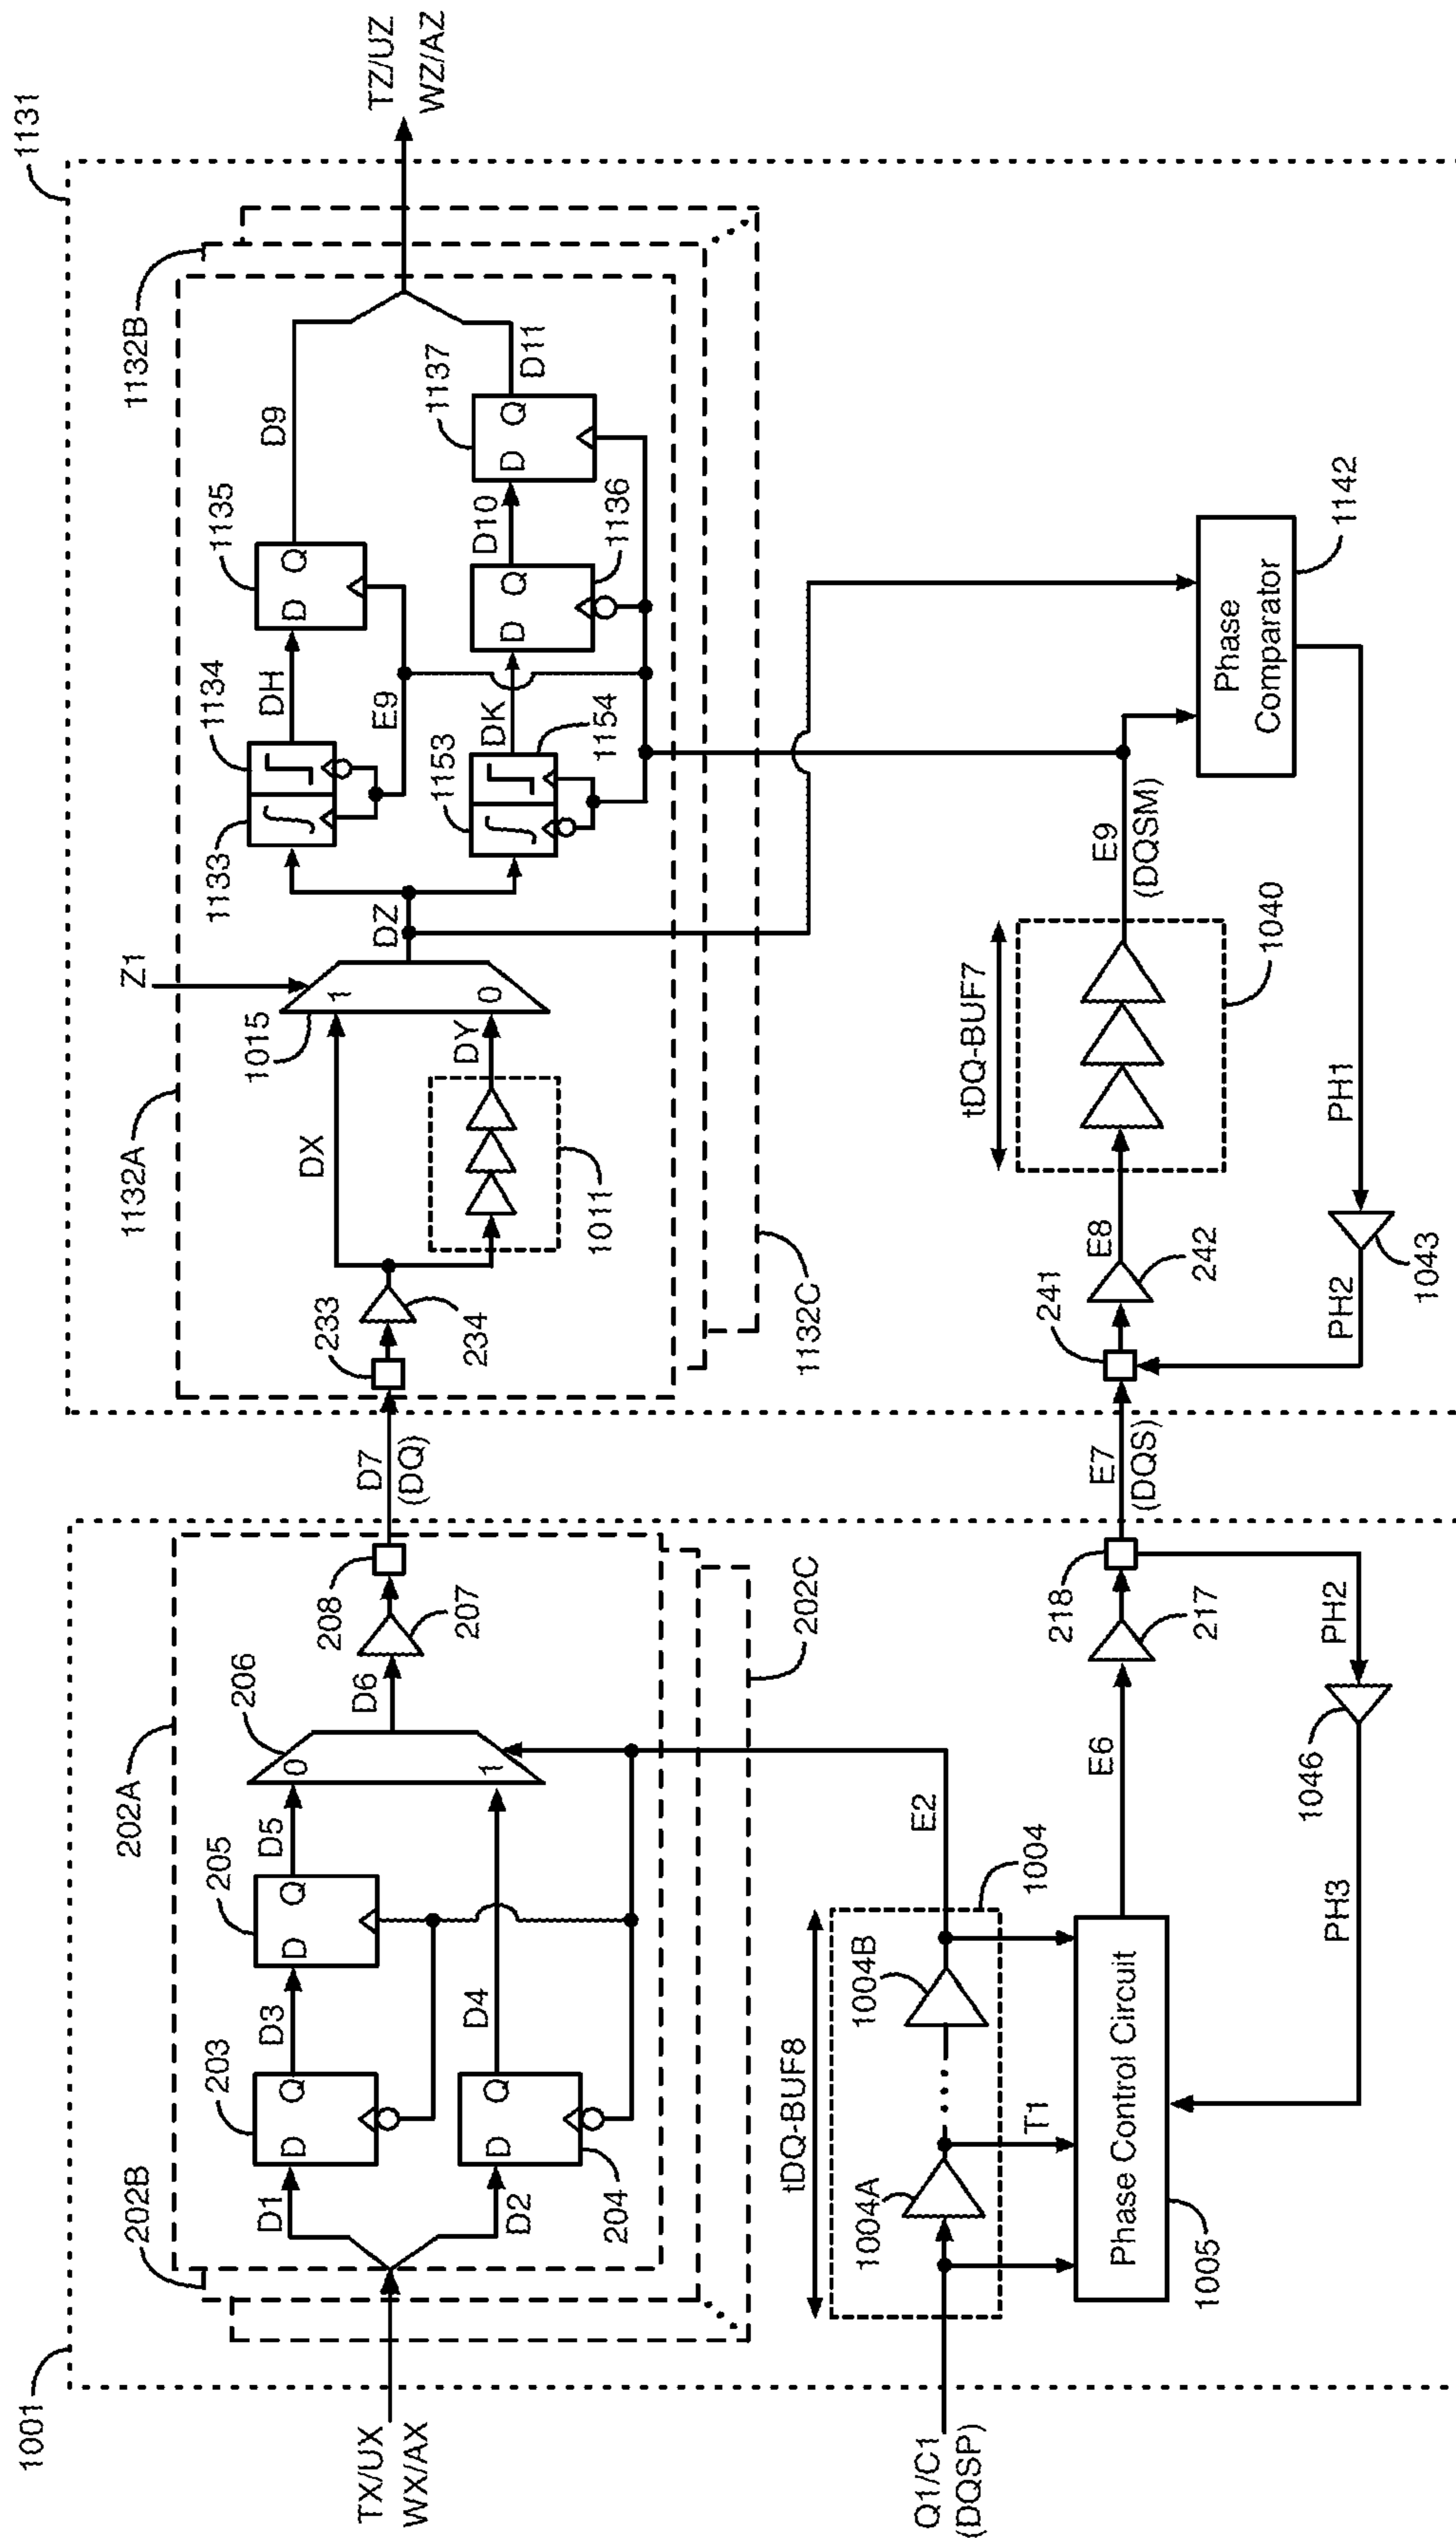 1001
TX/UX
WX/AX
202B
202A
D1
203
D
Q
D3
205
D
Q
D5
0
206
D2
204
D
Q
D4
1
D6
207
208
202C
D7
(DQ)
Q1/C1
(DQSP)
tDQ-BUF8
1004A
1004B
1004
E2
T1
Phase Control Circuit
1005
E6
217
218
PH2
1046
PH3
E7
(DQS)
1131
1132A
1132B
1132C
233
234
DX
1011
DY
1015
Z1
1
0
DZ
1133
1134
DH
E9
1135
D
Q
D9
1153
1154
DK
D
Q
1136
D10
D
Q
1137
D11
TZ/UZ
WZ/AZ
241
242
E8
tDQ-BUF7
1040
E9
(DQSM)
Phase
Comparator
1142
PH1
1043
PH2